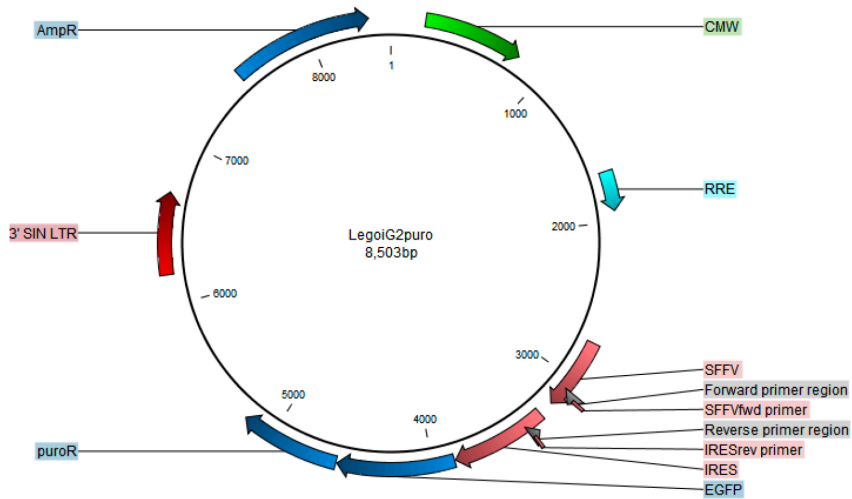 AmpR
CMW
8000
1
1000
7000
RRE
2000
3' SIN LTR
LegoiG2puro
8,503bp
6000
3000
SFFV
Forward primer region
SFFVfwd primer
Reverse primer region
IRESrev primer
IRES
EGFP
5000
4000
puroR